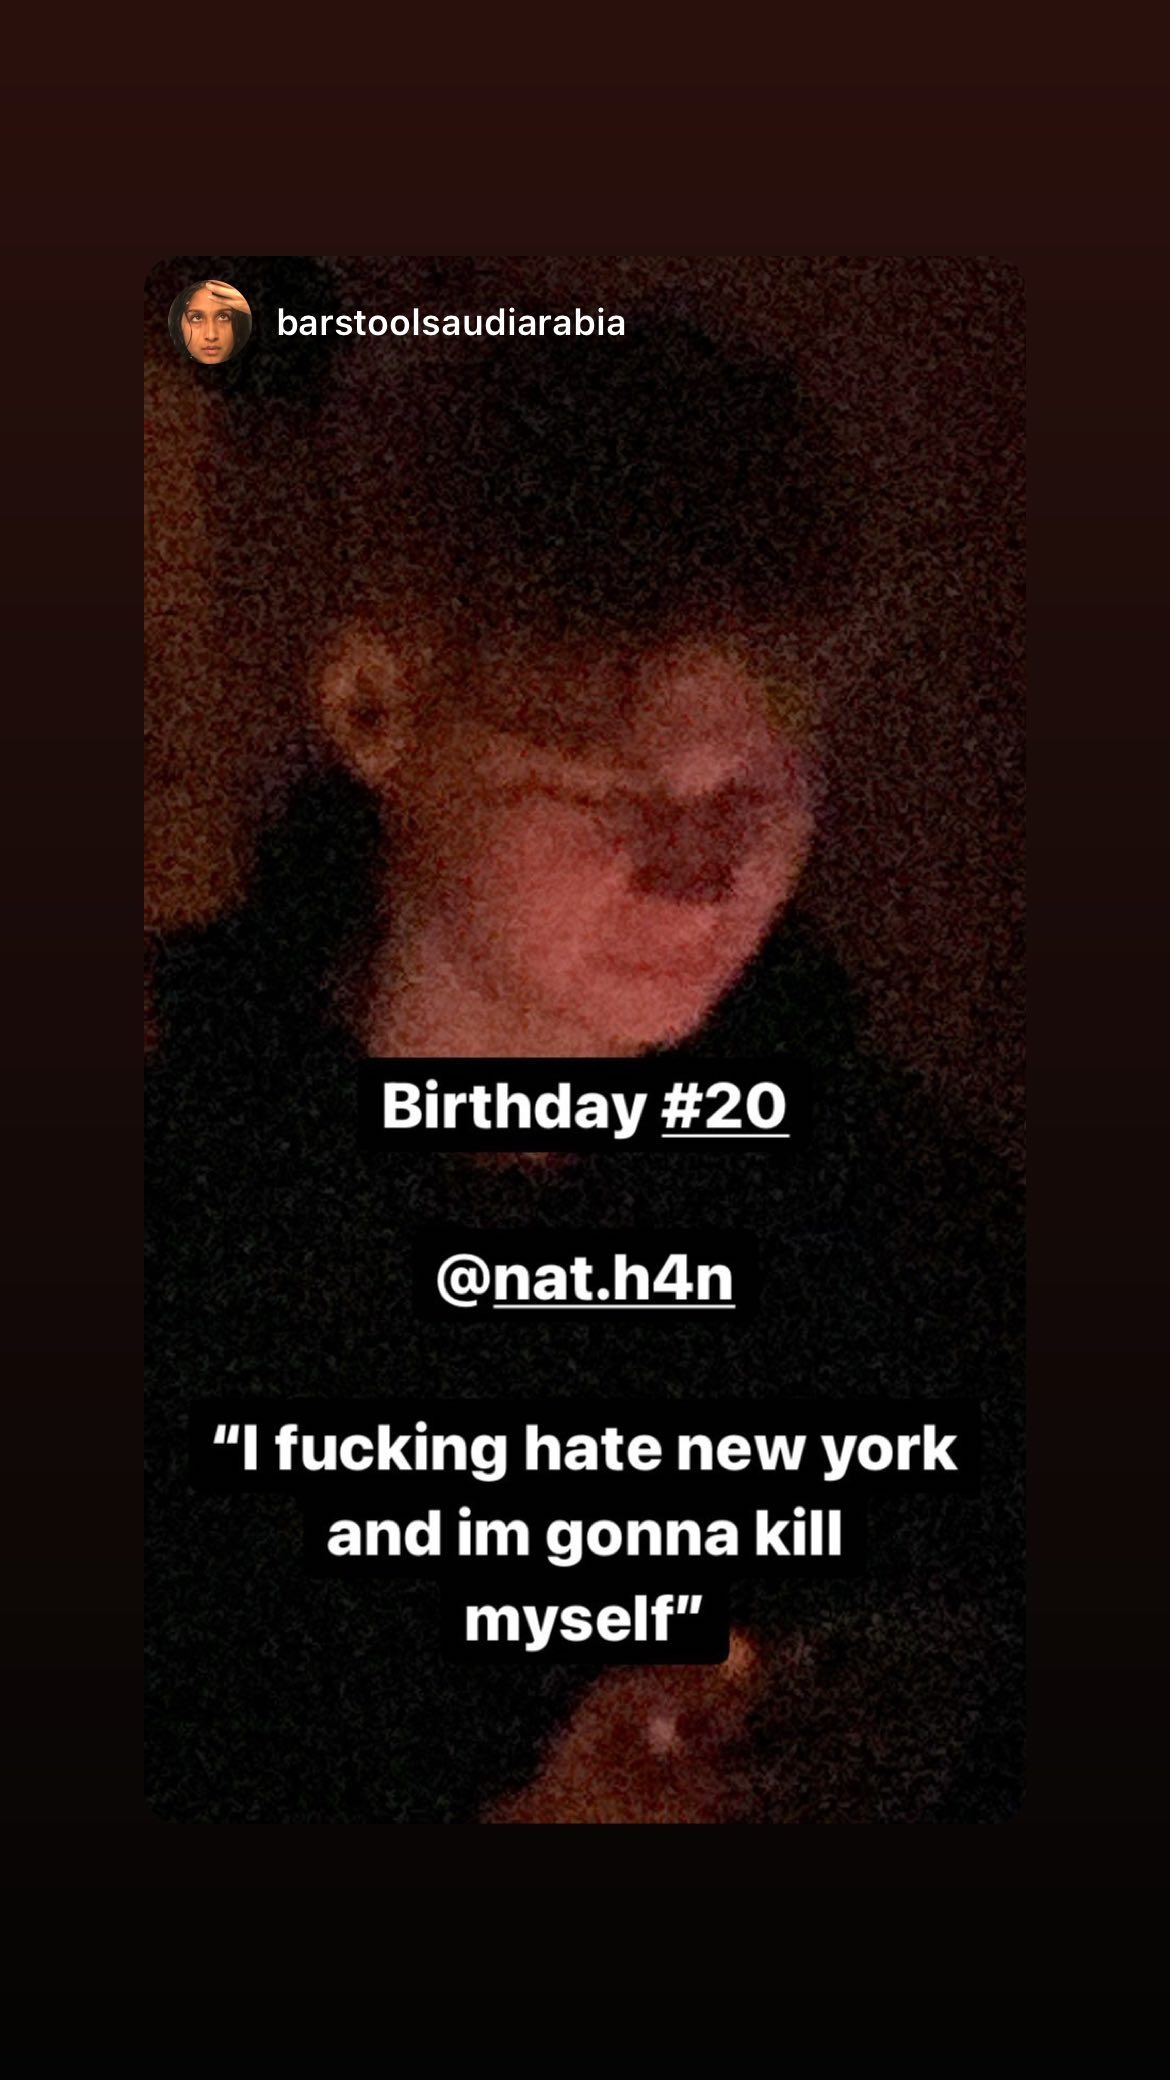 barstoolsaudiarabia
Birthday #20
@nat.h4n
“I fucking hate new york
and im gonna kill
myself”